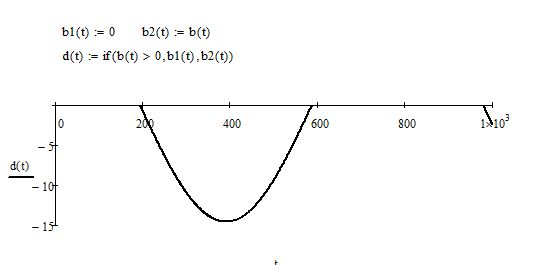 b1(t) := 0 b2(t) := b(t)
d(t) := if(b(t) > 0,b1(t),b2(t))
0 200 400 600 800 1×10³
− 5
d(t)
− 10
− 15
t